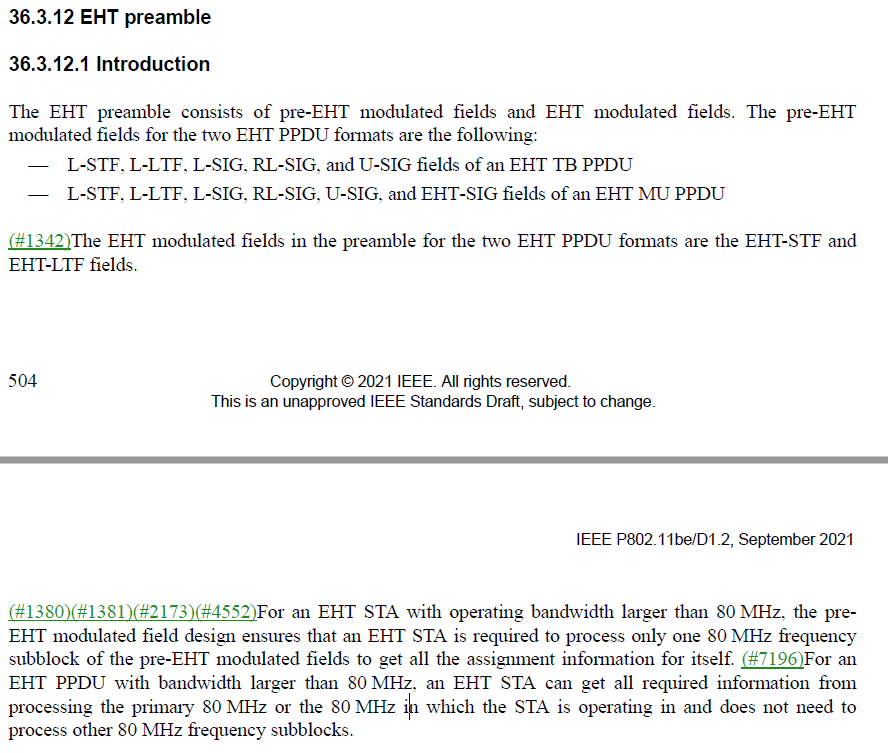 36.3.12 EHT preamble
36.3.12.1 Introduction
The EHT preamble consists of pre-EHT modulated fields and EHT modulated fields. The pre-EHT
modulated fields for the two EHT PPDU formats are the following:
— L-STF, L-LTF, L-SIG, RL-SIG, and U-SIG fields of an EHT TB PPDU
— L-STF, L-LTF, L-SIG, RL-SIG, U-SIG, and EHT-SIG fields of an EHT MU PPDU
(#1342)The EHT modulated fields in the preamble for the two EHT PPDU formats are the EHT-STF and
EHT-LTF fields.
504
Copyright © 2021 IEEE. All rights reserved.
This is an unapproved IEEE Standards Draft, subject to change.
IEEE P802.11be/D1.2, September 2021
(#1380)(#1381)(#2173)(#4552)For an EHT STA with operating bandwidth larger than 80 MHz, the pre-
EHT modulated field design ensures that an EHT STA is required to process only one 80 MHz frequency
subblock of the pre-EHT modulated fields to get all the assignment information for itself. (#7196)For an
EHT PPDU with bandwidth larger than 80 MHz, an EHT STA can get all required information from
processing the primary 80 MHz or the 80 MHz in which the STA is operating in and does not need to
process other 80 MHz frequency subblocks.